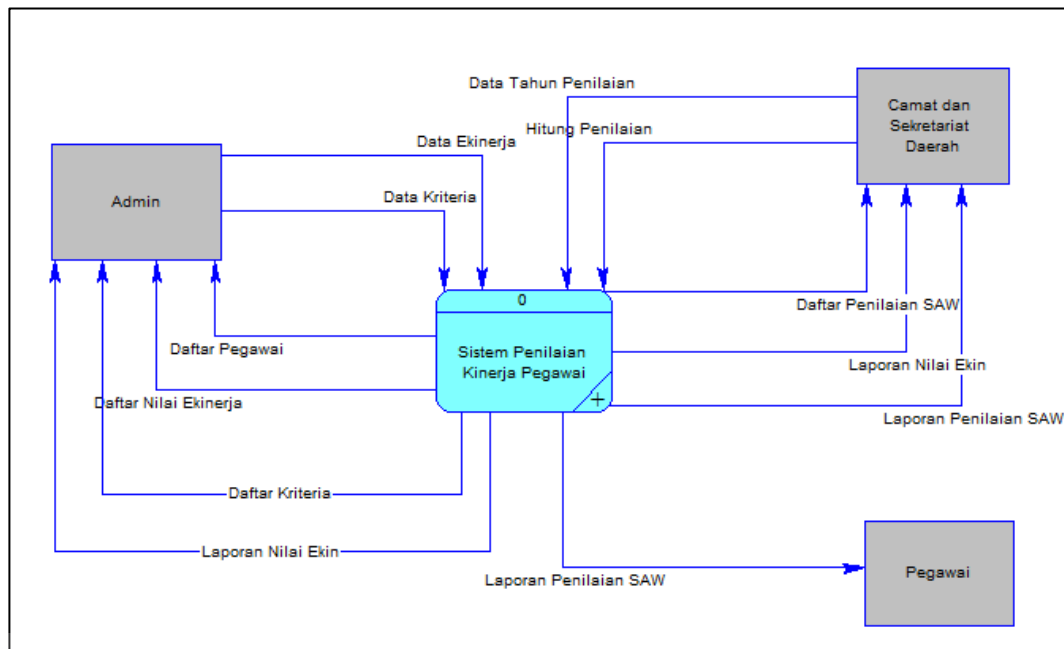 Data Tahun Penilaian
Camat dan
Sekretariat
Daerah
Hitung Penilaian
Data Ekinerja
Data Kriteria
Admin
0
Sistem Penilaian
Kinerja Pegawai
+
Daftar Penilaian SAW
Daftar Pegawai
Laporan Nilai Ekin
Daftar Nilai Ekinerja
Laporan Penilaian SAW
Daftar Kriteria
Laporan Nilai Ekin
Laporan Penilaian SAW
Pegawai